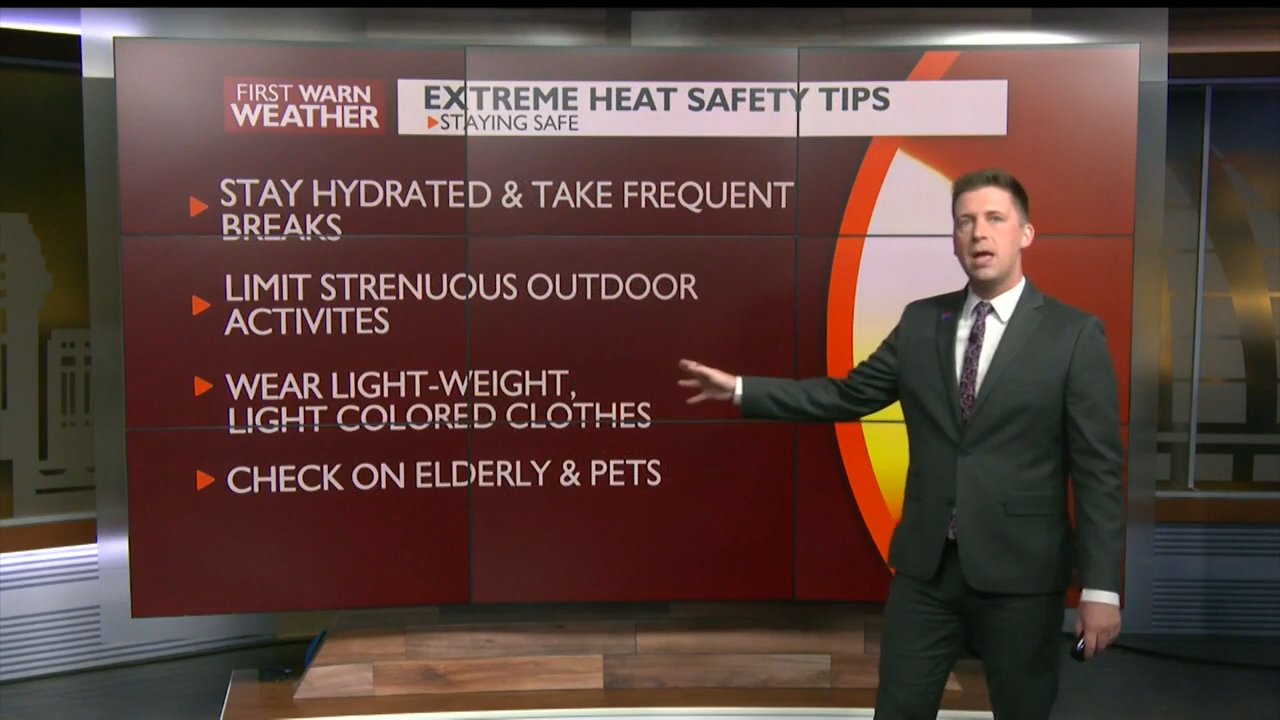 FIRST WARN
WEATHER
EXTREME HEAT SAFETY TIPS
STAYING SAFE
STAY HYDRATED & TAKE FREQUENT
BREAKS
LIMIT STRENUOUS OUTDOOR
ACTIVITES
WEAR LIGHT-WEIGHT,
LIGHT COLORED CLOTHES
CHECK ON ELDERLY & PETS